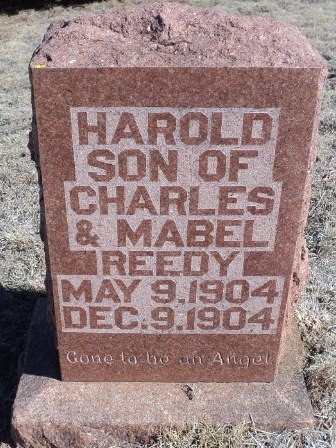 HAROLD
SON OF
CHARLES
& MABEL
REEDY
MAY 9.1904
DEC.9.1904
Gone to be an Angel